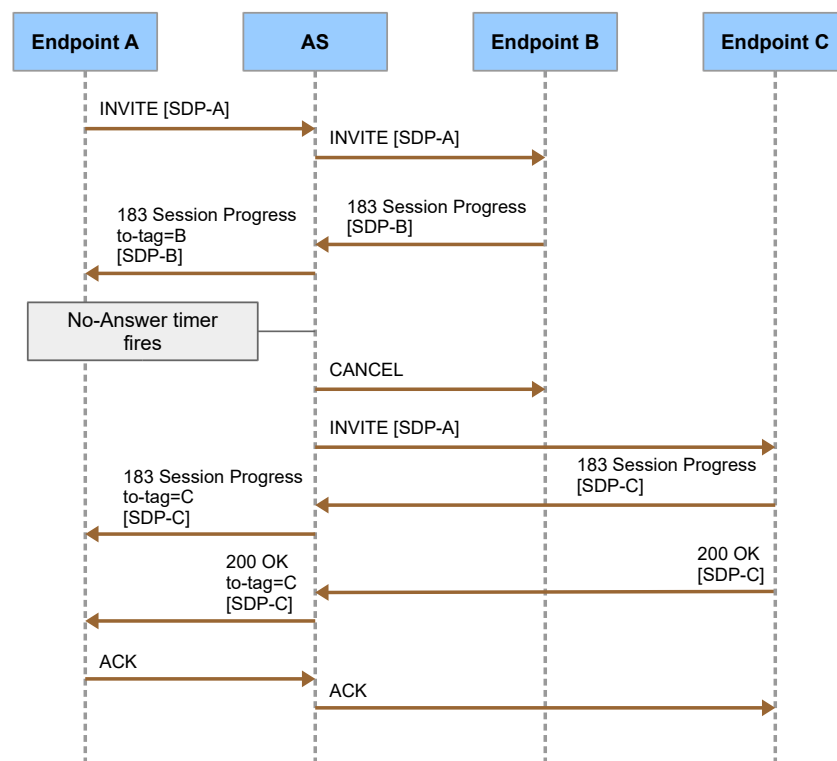 Endpoint A
AS
Endpoint B
Endpoint C
INVITE [SDP-A]
INVITE [SDP-A]
183 Session Progress
[SDP-B]
183 Session Progress
to-tag=B
[SDP-B]
No-Answer timer
fires
CANCEL
INVITE [SDP-A]
183 Session Progress
[SDP-C]
183 Session Progress
to-tag=C
[SDP-C]
200 OK
[SDP-C]
200 OK
to-tag=C
[SDP-C]
ACK
ACK